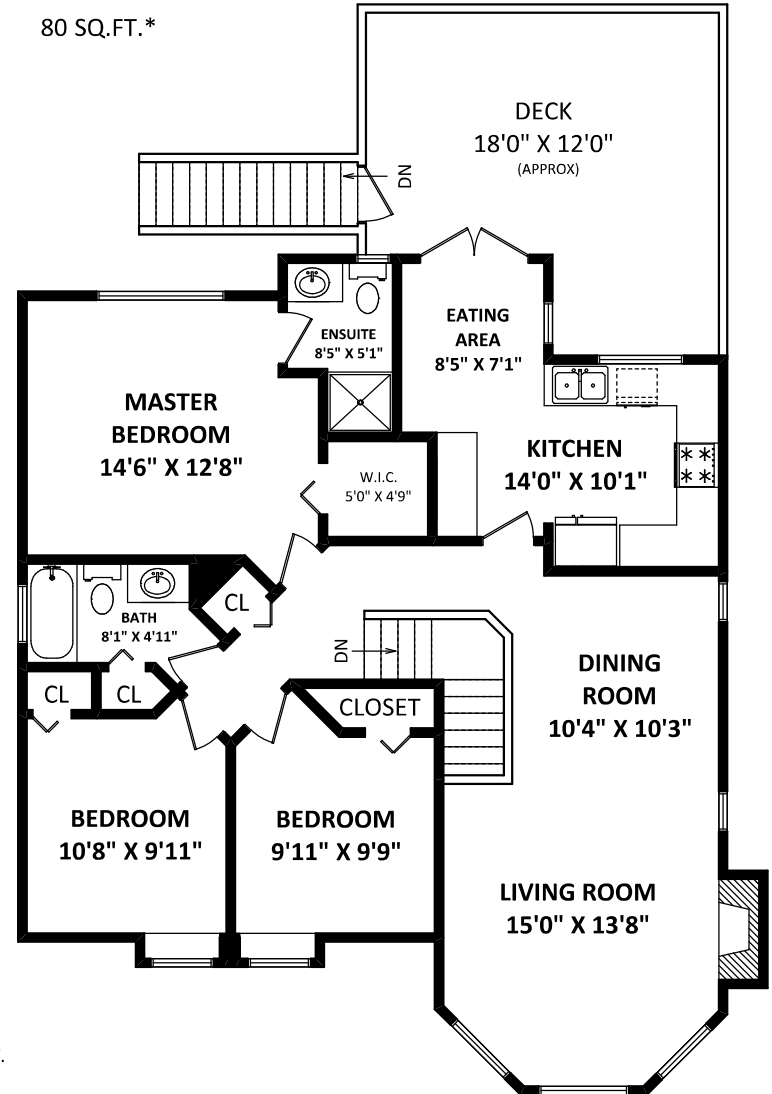 80 SQ.FT.*
DECK
18'0" X 12'0"
(APPROX)
DN
EATING
AREA
8'5" X 7'1"
ENSUITE
8'5" X 5'1"
MASTER
BEDROOM
14'6" X 12'8"
KITCHEN
14'0" X 10'1"
W.I.C.
5'0" X 4'9"
CL
BATH
8'1" X 4'11"
DN
DINING
ROOM
10'4" X 10'3"
CL
CL
CLOSET
BEDROOM
10'8" X 9'11"
BEDROOM
9'11" X 9'9"
LIVING ROOM
15'0" X 13'8"
.